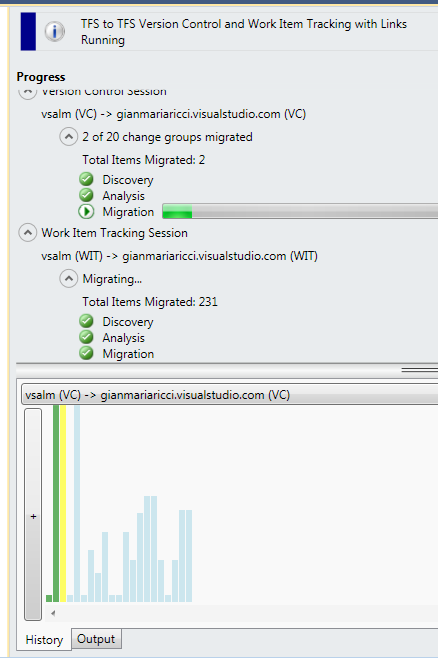 TFS to TFS Version Control and Work Item Tracking with Links
Running
Progress
Version Control Session
vsalm (VC) -> gianmariaricci.visualstudio.com (VC)
2 of 20 change groups migrated
Total Items Migrated: 2
Discovery
Analysis
Migration
Work Item Tracking Session
vsalm (WIT) -> gianmariaricci.visualstudio.com (WIT)
Migrating...
Total Items Migrated: 231
Discovery
Analysis
Migration
vsalm (VC) -> gianmariaricci.visualstudio.com (VC)
+
History Output